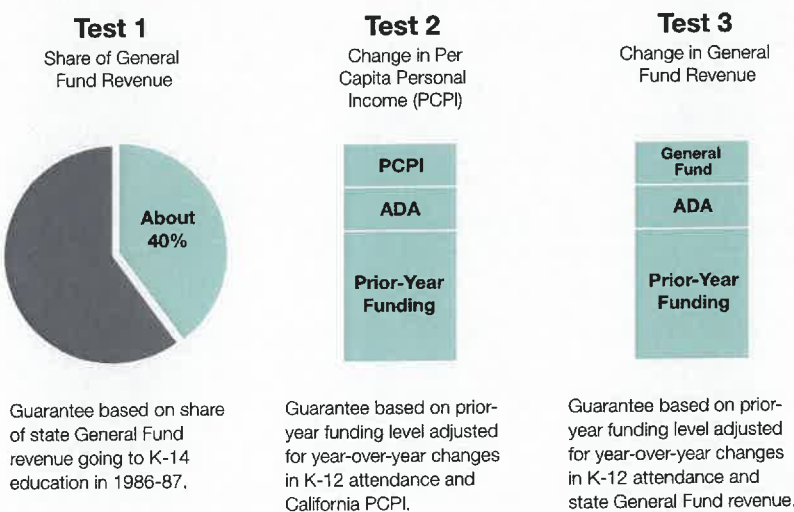 Test 1
Share of General
Fund Revenue
About
40%
Guarantee based on share
of state General Fund
revenue going to K-14
education in 1986-87.
Test 2
Change in Per
Capita Personal
Income (PCPI)
PCPI
ADA
Prior-Year
Funding
Guarantee based on prior-
year funding level adjusted
for year-over-year changes
in K-12 attendance and
California PCPI.
Test 3
Change in General
Fund Revenue
General
Fund
ADA
Prior-Year
Funding
Guarantee based on prior-
year funding level adjusted
for year-over-year changes
in K-12 attendance and
state General Fund revenue.